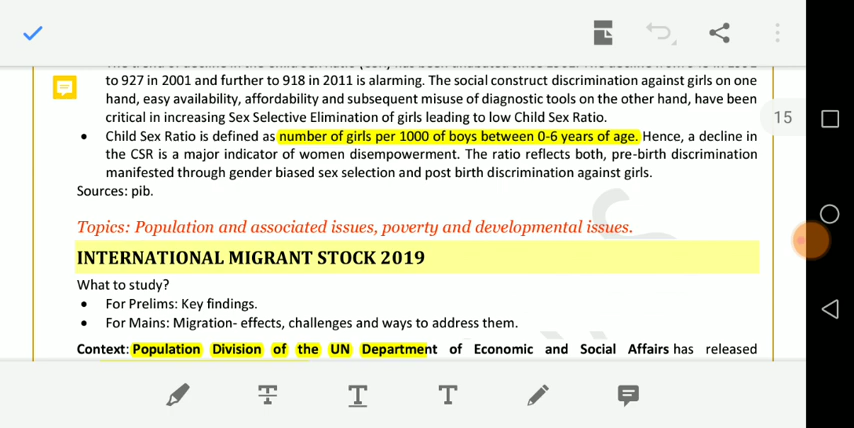 to 927 in 2001 and further to 918 in 2011 is alarming. The social construct discrimination against girls on one
hand, easy availability, affordability and subsequent misuse of diagnostic tools on the other hand, have been
critical in increasing Sex Selective Elimination of girls leading to low Child Sex Ratio.
• Child Sex Ratio is defined as number of girls per 1000 of boys between 0-6 years of age. Hence, a decline in
the CSR is a major indicator of women disempowerment. The ratio reflects both, pre-birth discrimination
manifested through gender biased sex selection and post birth discrimination against girls.
Sources: pib.
15
Topics: Population and associated issues, poverty and developmental issues.
INTERNATIONAL MIGRANT STOCK 2019
What to study?
• For Prelims: Key findings.
• For Mains: Migration- effects, challenges and ways to address them.
Context: Population Division of the UN Department of Economic and Social Affairs has released